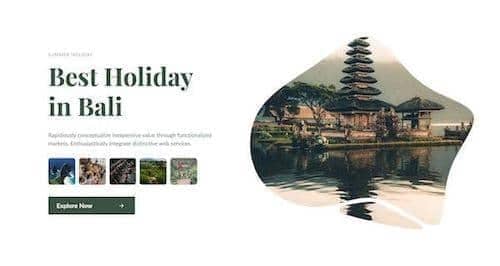 SUMMER HOLIDAY
Best Holiday
in Bali
Rapidiously conceptualize inexpensive value through functionalized
markets. Enthusiastically integrate distinctive web services.
Explore Now